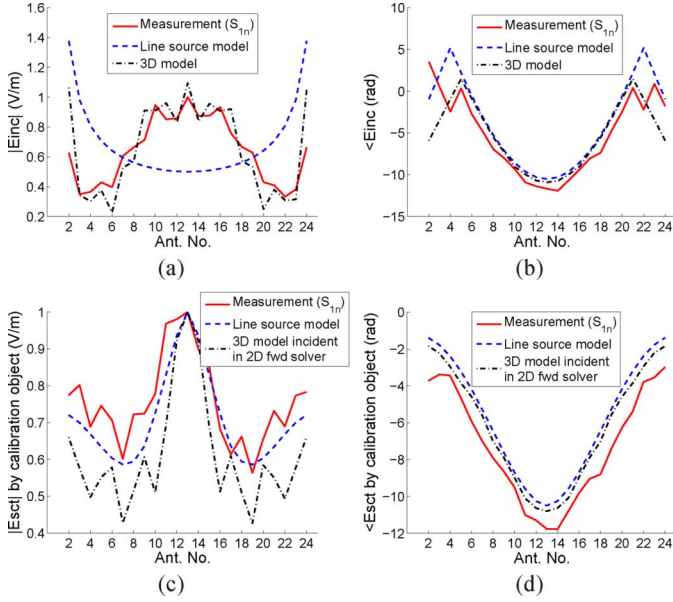 Measurement (S1n)
Line source model
3D model
|Einc| (V/m)
1.6
1.4
1.2
1
0.8
0.6
0.4
0.2
2 4 6 8 10 12 14 16 18 20 22 24
Ant. No.
(a)
Measurement (S1n)
Line source model
3D model
<Einc (rad)
10
5
0
−5
−10
−15
2 4 6 8 10 12 14 16 18 20 22 24
Ant. No.
(b)
Measurement (S1n)
Line source model
3D model incident
in 2D fwd solver
|Esct| by calibration object (V/m)
1
0.9
0.8
0.7
0.6
0.5
0.4
2 4 6 8 10 12 14 16 18 20 22 24
Ant. No.
(c)
Measurement (S1n)
Line source model
3D model incident
in 2D fwd solver
<Esct by calibration object (rad)
0
−2
−4
−6
−8
−10
−12
2 4 6 8 10 12 14 16 18 20 22 24
Ant. No.
(d)